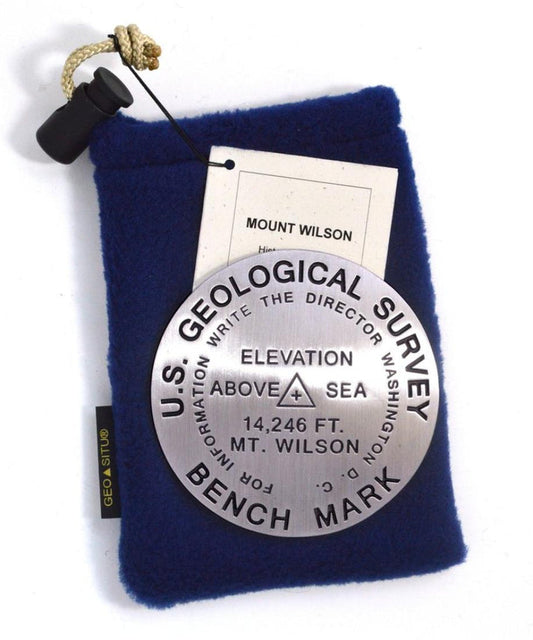 MOUNT WILSON
U.S. GEOLOGICAL SURVEY
FOR INFORMATION WRITE THE DIRECTOR WASHINGTON D. C.
ELEVATION
ABOVE SEA
14,246 FT.
MT. WILSON
BENCH MARK
GEO▲SITU®